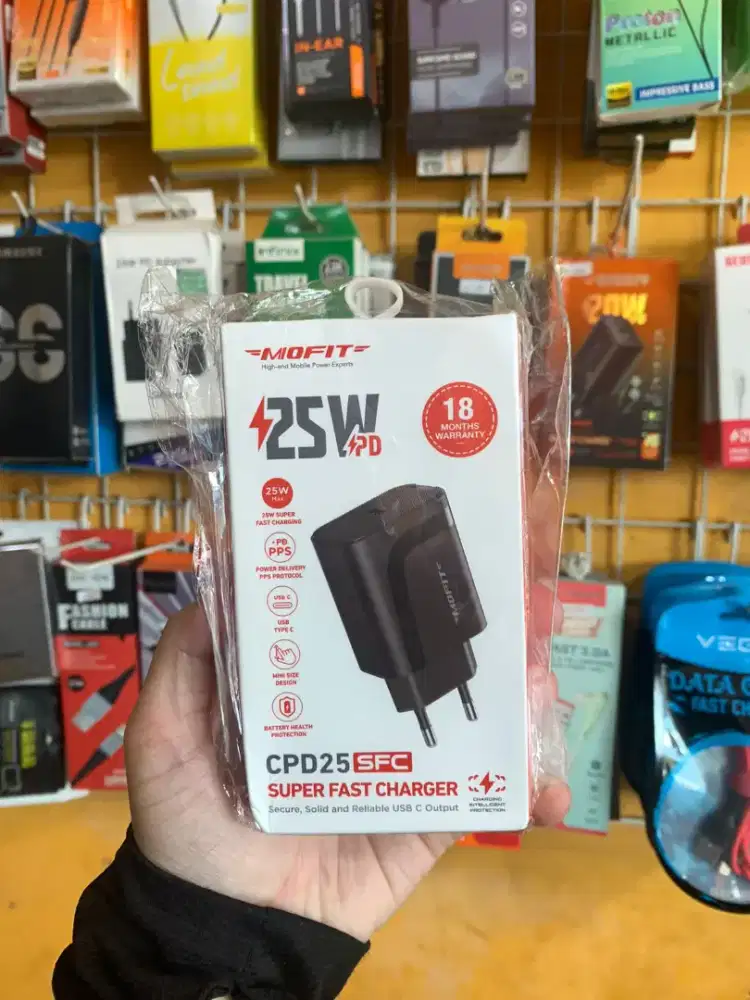 IN-EAR
Proton
METALLIC
IMPRESSIVE BASS
TRAVEL
20W
MOFIT
High-end Mobile Power Experts
25W
PD
18
MONTHS
WARRANTY
25W
Max
25W SUPER
FAST CHARGING
+PD
PPS
POWER DELIVERY
PPS PROTOCOL
USB C
USB
TYPE C
MINI SIZE
DESIGN
BATTERY HEALTH
PROTECTION
MOFIT
CPD25 SFC
SUPER FAST CHARGER
Secure, Solid and Reliable USB C Output
CHARGING
INTELLIGENT
PROTECTION
FASHION
CABLE
DATA
FAST